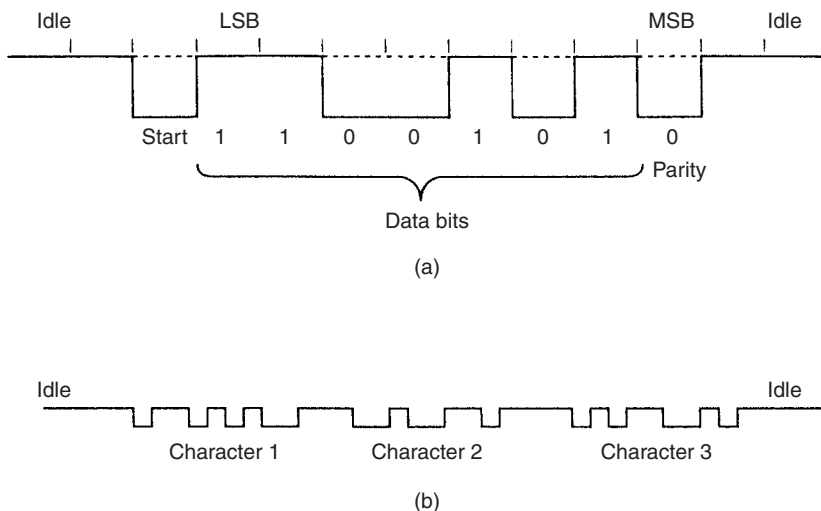 Idle LSB MSB Idle
Start 1 1 0 0 1 0 1 0
Parity
Data bits
(a)
Idle Idle
Character 1 Character 2 Character 3
(b)